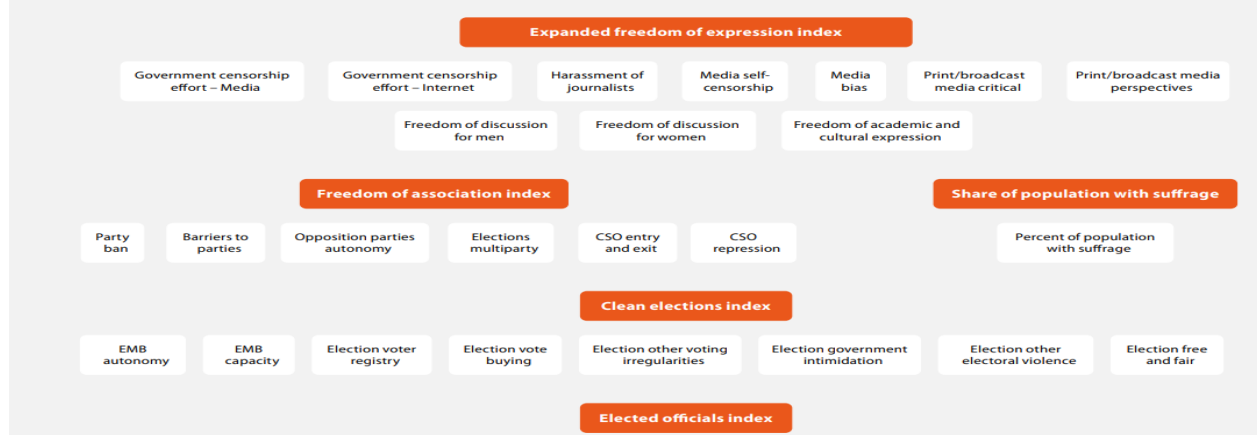 Expanded freedom of expression index
Government censorship
effort – Media
Government censorship
effort – Internet
Harassment of
journalists
Media self-
censorship
Media
bias
Print/broadcast
media critical
Print/broadcast media
perspectives
Freedom of discussion
for men
Freedom of discussion
for women
Freedom of academic and
cultural expression
Freedom of association index
Party
ban
Barriers to
parties
Opposition parties
autonomy
Elections
multiparty
CSO entry
and exit
CSO
repression
Share of population with suffrage
Percent of population
with suffrage
Clean elections index
EMB
autonomy
EMB
capacity
Election voter
registry
Election vote
buying
Election other voting
irregularities
Election government
intimidation
Election other
electoral violence
Election free
and fair
Elected officials index